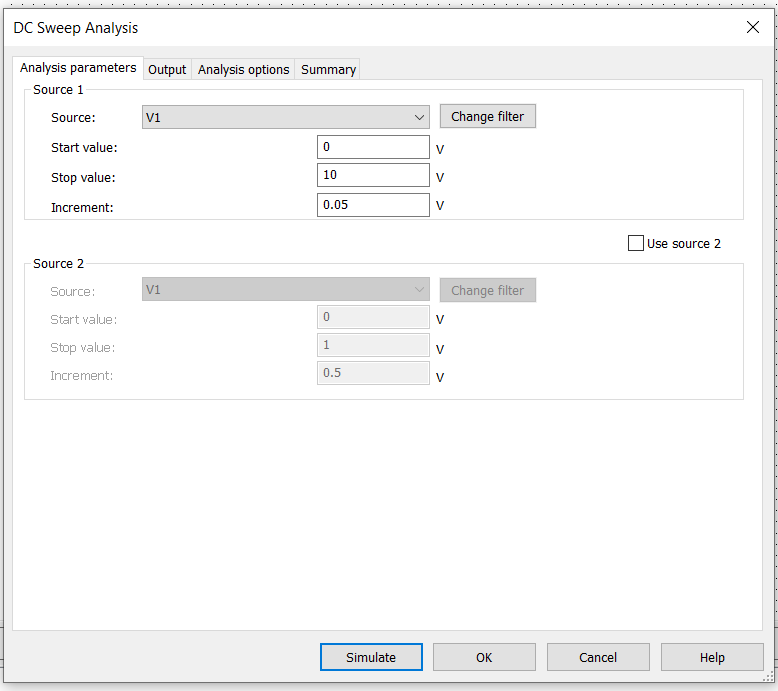 DC Sweep Analysis
Analysis parameters Output Analysis options Summary
Source 1
Source: V1 Change filter
Start value: 0 V
Stop value: 10 V
Increment: 0.05 V
Use source 2
Source 2
Source: V1 Change filter
Start value: 0 V
Stop value: 1 V
Increment: 0.5 V
Simulate OK Cancel Help